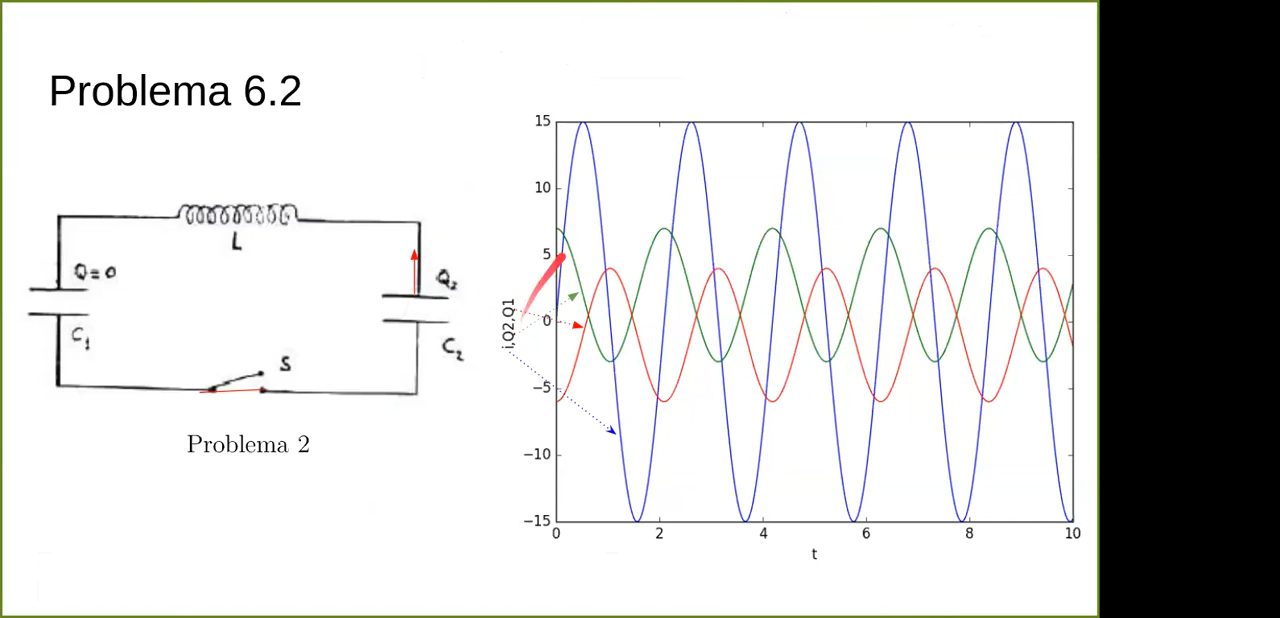 Problema 6.2
L
Q=0
C1
Q2
C2
S
Problema 2
i,Q2,Q1
15
10
5
0
−5
−10
−15
0 2 4 6 8 10
t